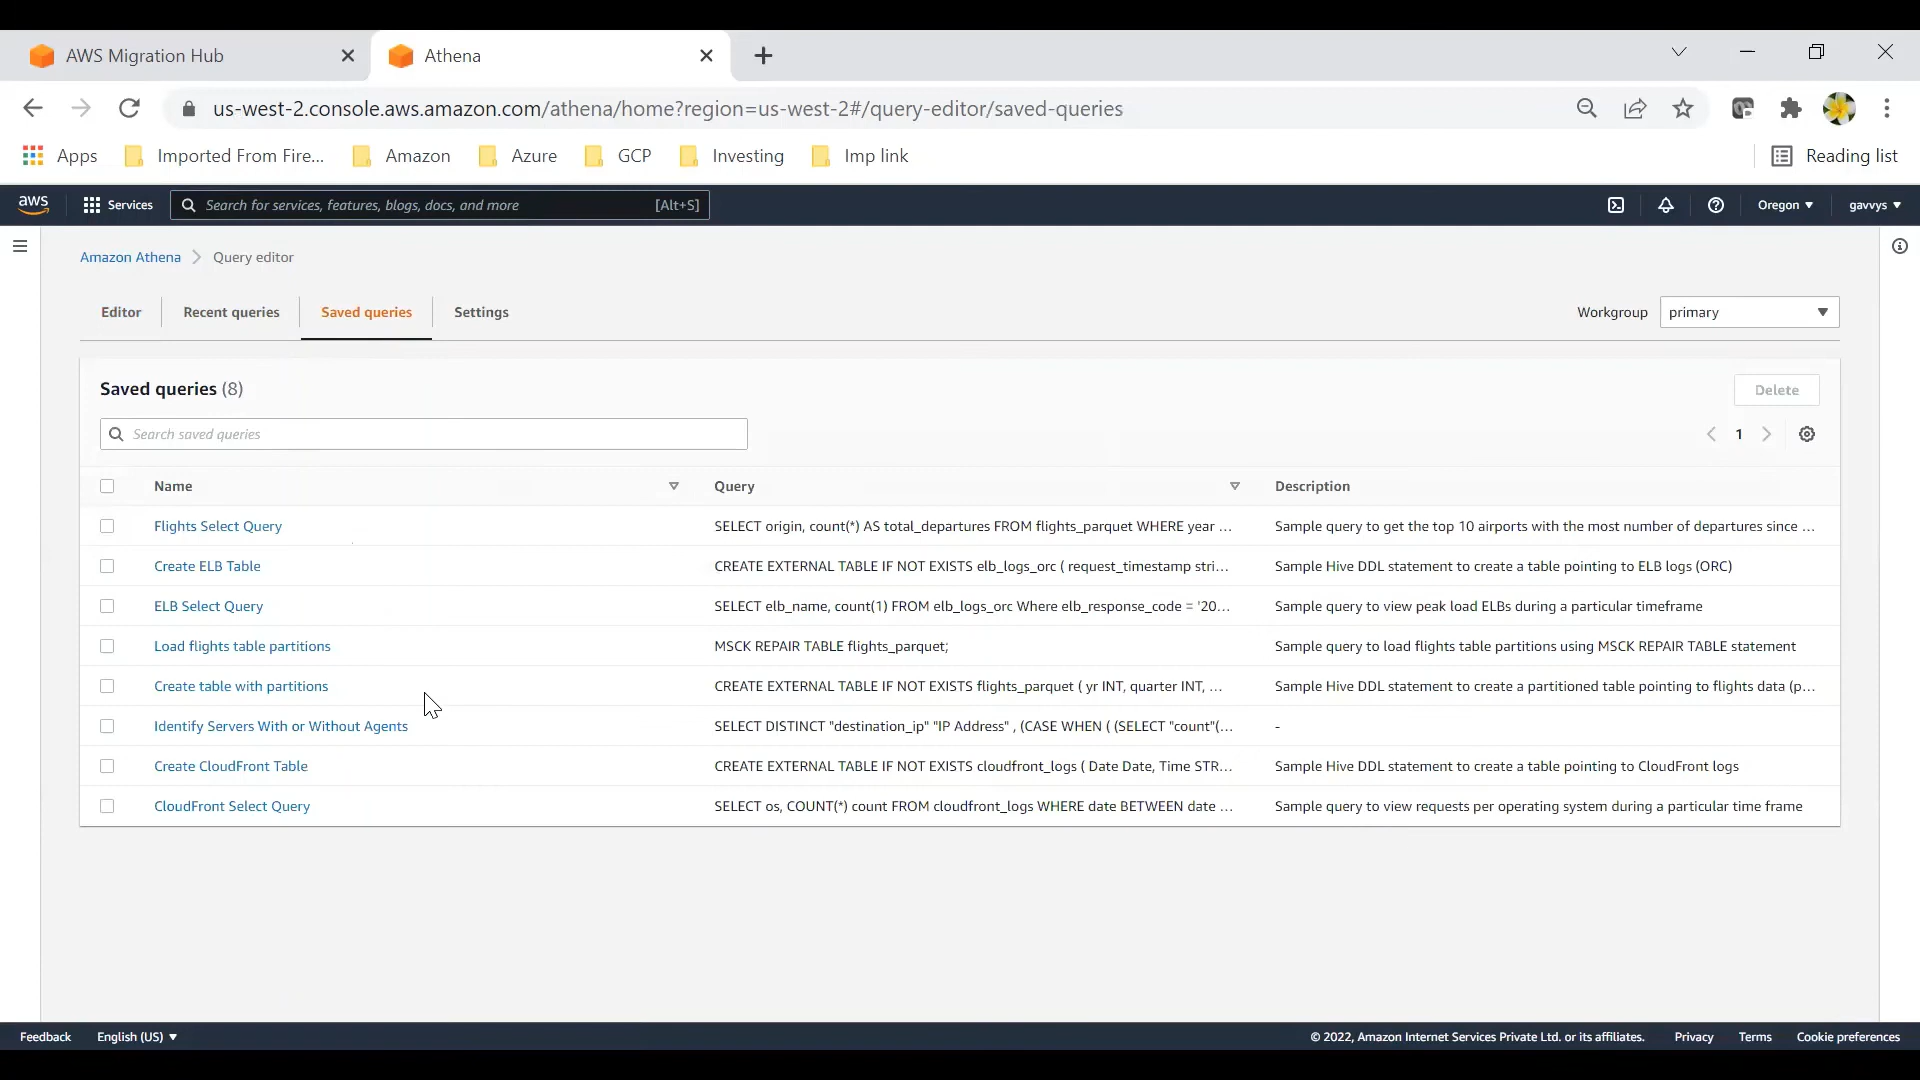 AWS Migration Hub
Athena
us-west-2.console.aws.amazon.com/athena/home?region=us-west-2#/query-editor/saved-queries
Apps Imported From Fire... Amazon Azure GCP Investing Imp link Reading list
aws Services Search for services, features, blogs, docs, and more [Alt+S] Oregon gavvys
Amazon Athena Query editor
Editor Recent queries Saved queries Settings Workgroup primary
Saved queries (8) Delete
Search saved queries 1
Name Query Description
Flights Select Query SELECT origin, count(*) AS total_departures FROM flights_parquet WHERE year ... Sample query to get the top 10 airports with the most number of departures since ...
Create ELB Table CREATE EXTERNAL TABLE IF NOT EXISTS elb_logs_orc ( request_timestamp stri... Sample Hive DDL statement to create a table pointing to ELB logs (ORC)
ELB Select Query SELECT elb_name, count(1) FROM elb_logs_orc Where elb_response_code = '20... Sample query to view peak load ELBs during a particular timeframe
Load flights table partitions MSCK REPAIR TABLE flights_parquet; Sample query to load flights table partitions using MSCK REPAIR TABLE statement
Create table with partitions CREATE EXTERNAL TABLE IF NOT EXISTS flights_parquet ( yr INT, quarter INT, ... Sample Hive DDL statement to create a partitioned table pointing to flights data (p...
Identify Servers With or Without Agents SELECT DISTINCT "destination_ip" "IP Address" , (CASE WHEN ( (SELECT "count"(... -
Create CloudFront Table CREATE EXTERNAL TABLE IF NOT EXISTS cloudfront_logs ( Date Date, Time STR... Sample Hive DDL statement to create a table pointing to CloudFront logs
CloudFront Select Query SELECT os, COUNT(*) count FROM cloudfront_logs WHERE date BETWEEN date ... Sample query to view requests per operating system during a particular time frame
Feedback English (US) © 2022, Amazon Internet Services Private Ltd. or its affiliates. Privacy Terms Cookie preferences